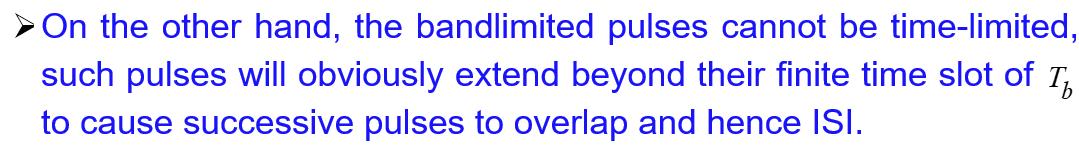 ➢ On the other hand, the bandlimited pulses cannot be time-limited,
such pulses will obviously extend beyond their finite time slot of T_b
to cause successive pulses to overlap and hence ISI.